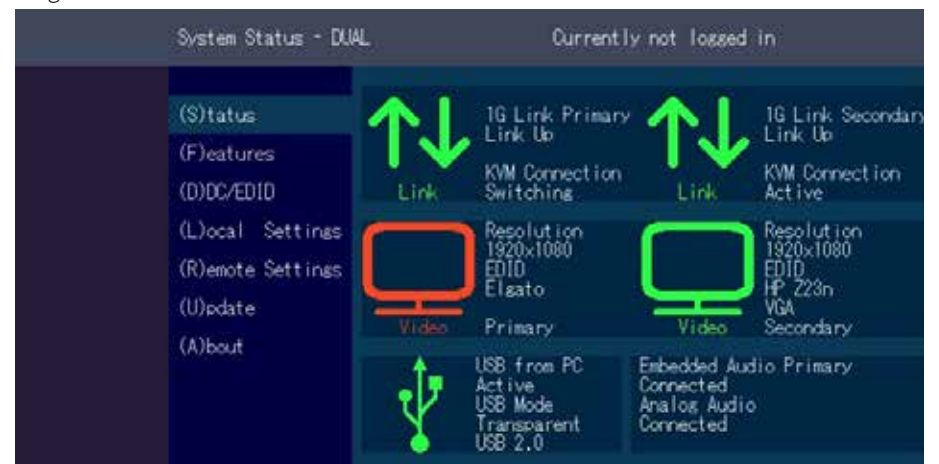 System Status - DUAL
Currently not logged in
(S)tatus
(F)eatures
(D)DC/EDID
(L)ocal Settings
(R)emote Settings
(U)pdate
(A)bout
Link
1G Link Primary
Link Up
KVM Connection
Switching
Link
1G Link Secondary
Link Up
KVM Connection
Active
Video
Resolution
1920x1080
EDID
Elgato
Primary
Video
Resolution
1920x1080
EDID
HP Z23n
VGA
Secondary
USB from PC
Active
USB Mode
Transparent
USB 2.0
Embedded Audio Primary
Connected
Analog Audio
Connected